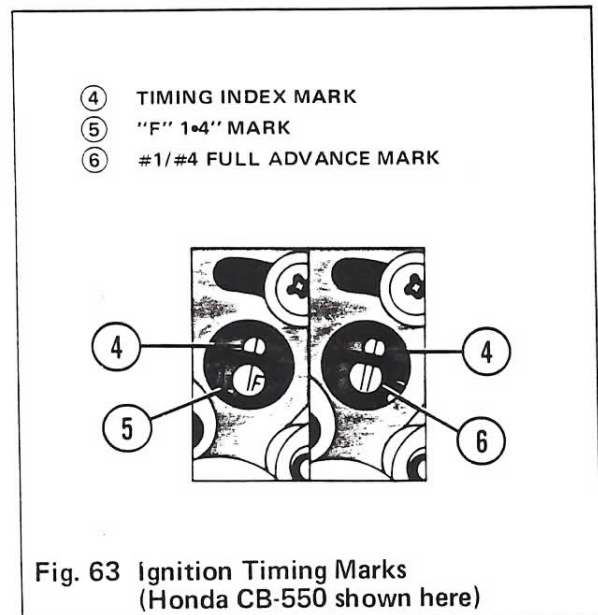 ④ TIMING INDEX MARK
⑤ "F" 1•4" MARK
⑥ #1/#4 FULL ADVANCE MARK
4
4
F
5
6
Fig. 63 Ignition Timing Marks
(Honda CB-550 shown here)